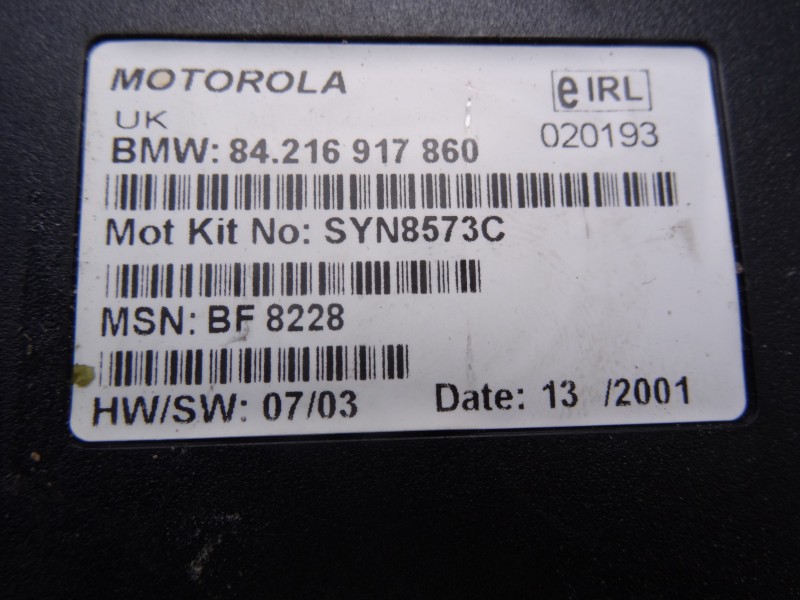 MOTOROLA
e IRL
UK
020193
BMW: 84.216 917 860
Mot Kit No: SYN8573C
MSN: BF 8228
HW/SW: 07/03 Date: 13 /2001